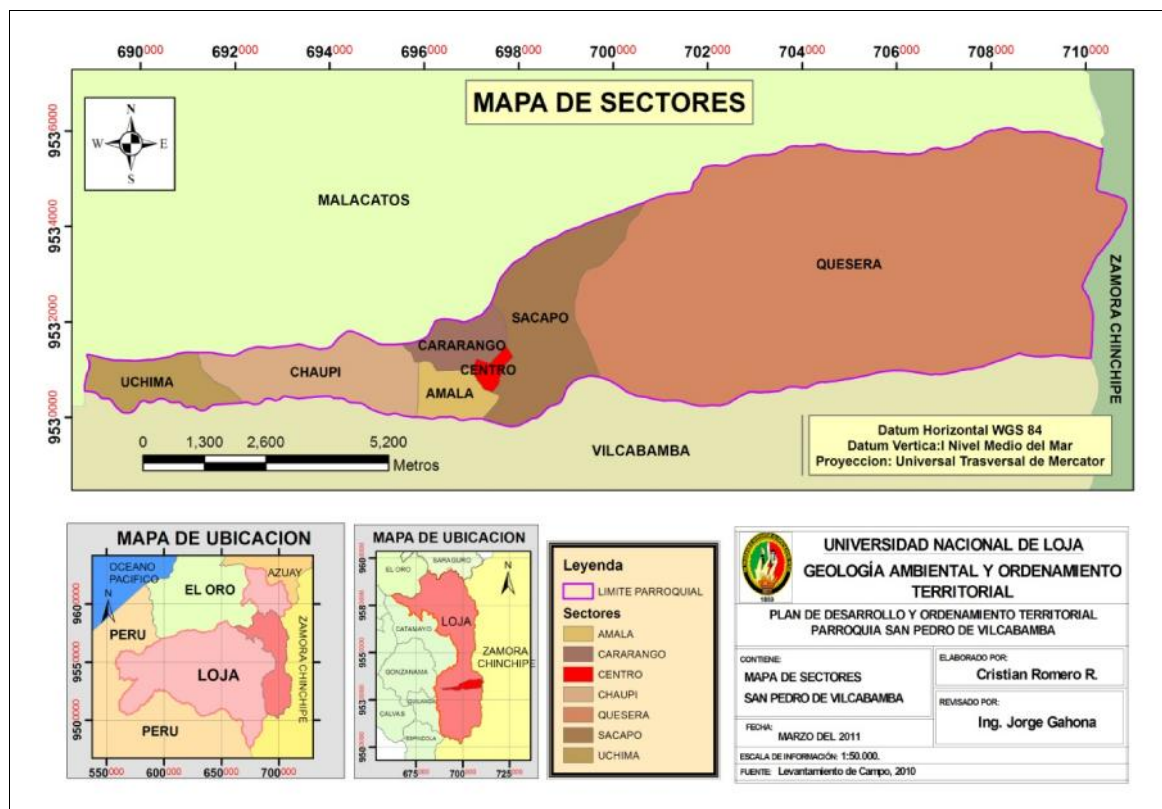 690000 692000 694000 696000 698000 700000 702000 704000 706000 708000 710000
MAPA DE SECTORES
N
W E
S
9536000
9534000
9532000
9530000
MALACATOS
QUESERA
SACAPO
CARARANGO
CENTRO
UCHIMA
CHAUPI
AMALA
VILCABAMBA
ZAMORA CHINCHIPE
0 1,300 2,600 5,200
Metros
Datum Horizontal WGS 84
Datum Vertica:l Nivel Medio del Mar
Proyeccion: Universal Trasversal de Mercator
MAPA DE UBICACION
OCEANO
PACIFICO
EL ORO
AZUAY
N
PERU
LOJA
ZAMORA CHINCHIPE
PERU
9600000
9550000
9500000
550000 600000 650000 700000
MAPA DE UBICACION
SARAGURO
EL ORO
N
LOJA
CATAMAYO
ZAMORA
CHINCHIPE
GONZANAMA
CALVAS
ESPINDOLA
675000 700000 725000
Leyenda
LIMITE PARROQUIAL
Sectores
AMALA
CARARANGO
CENTRO
CHAUPI
QUESERA
SACAPO
UCHIMA
UNIVERSIDAD NACIONAL DE LOJA
GEOLOGÍA AMBIENTAL Y ORDENAMIENTO
TERRITORIAL
PLAN DE DESARROLLO Y ORDENAMIENTO TERRITORIAL
PARROQUIA SAN PEDRO DE VILCABAMBA
CONTIENE:
MAPA DE SECTORES
SAN PEDRO DE VILCABAMBA
ELABORADO POR:
Cristian Romero R.
REVISADO POR:
Ing. Jorge Gahona
FECHA:
MARZO DEL 2011
ESCALA DE INFORMACIÓN: 1:50.000.
FUENTE: Levantamiento de Campo, 2010